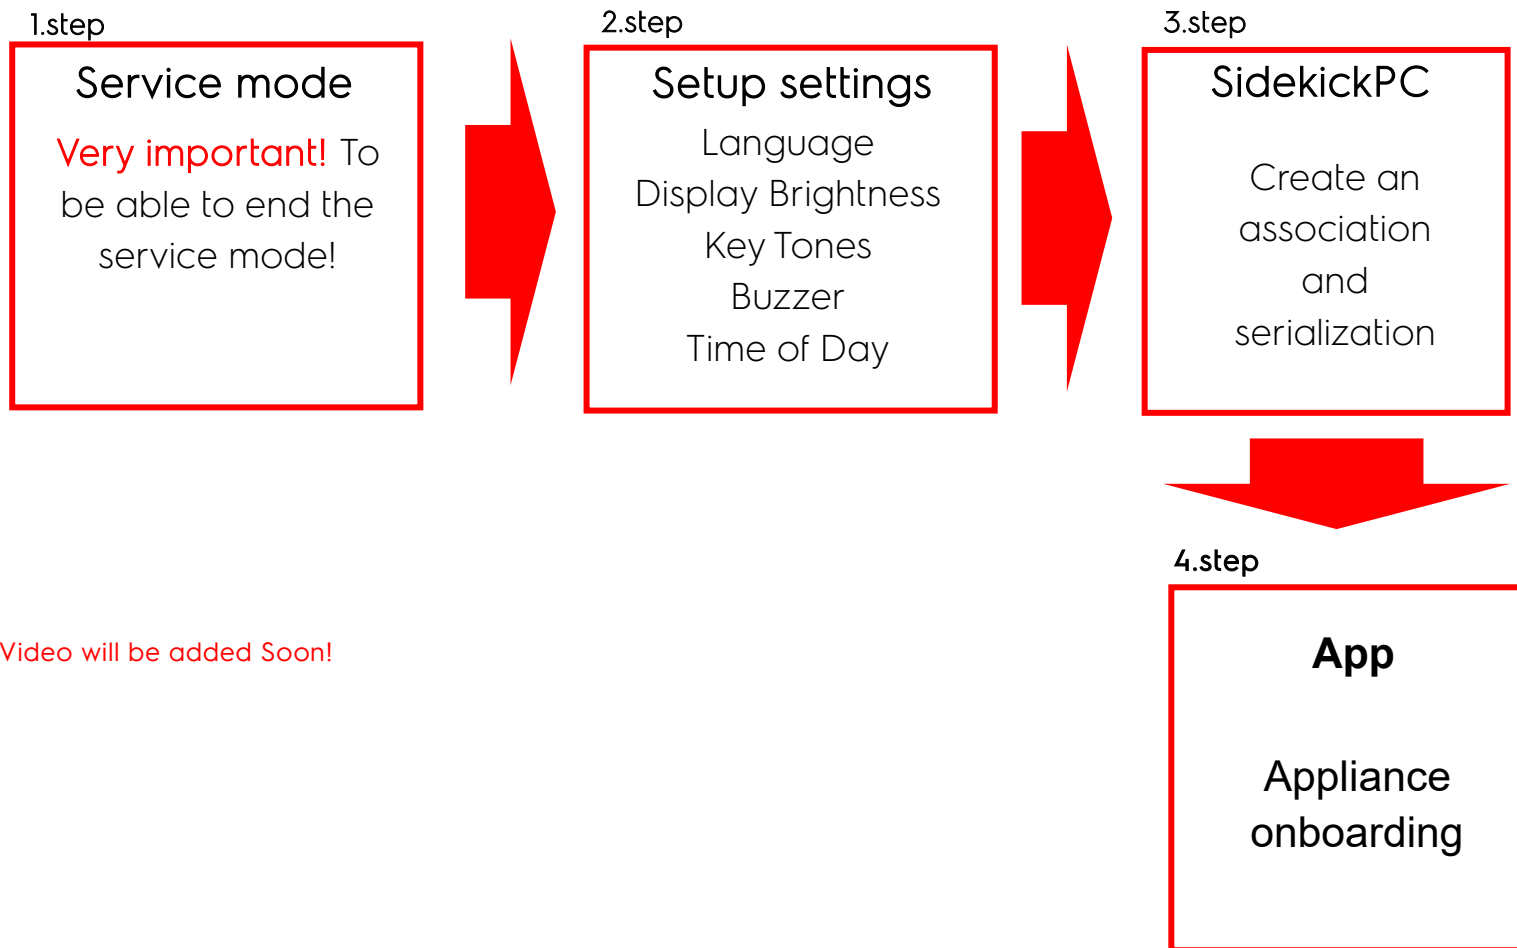 1.step
Service mode
Very important! To
be able to end the
service mode!
2.step
Setup settings
Language
Display Brightness
Key Tones
Buzzer
Time of Day
3.step
SidekickPC
Create an
association
and
serialization
4.step
App
Appliance
onboarding
Video will be added Soon!